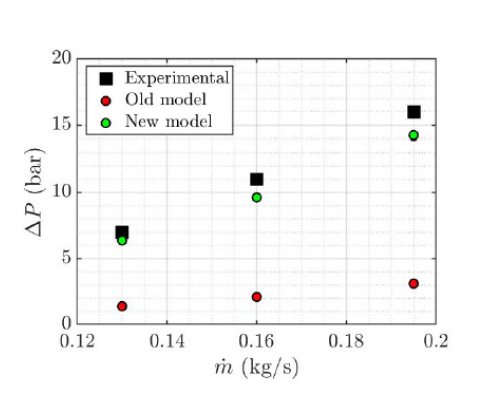 20
15
10
5
0
ΔP (bar)
Experimental
Old model
New model
0.12 0.14 0.16 0.18 0.2
ṁ (kg/s)